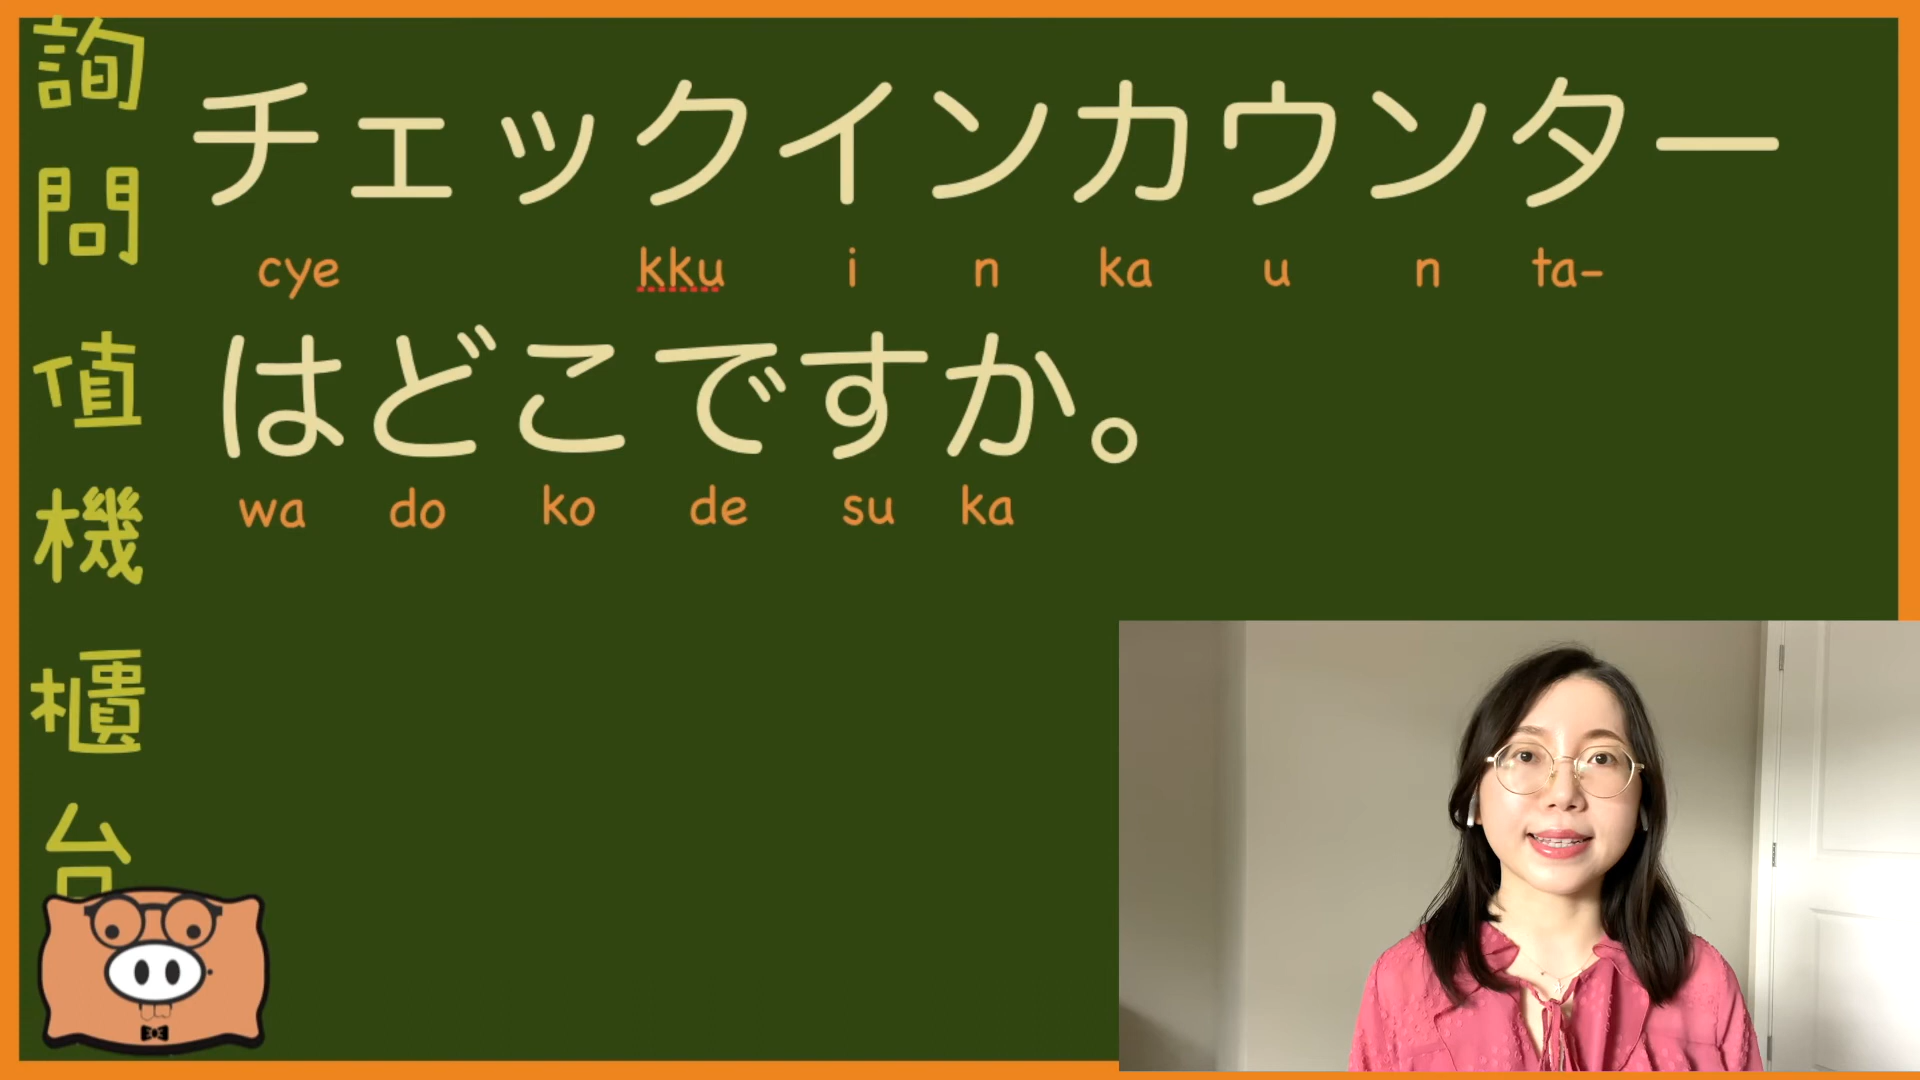 詢問值機櫃台
チェックインカウンター
cye kku i n ka u n ta-
はどこですか。
wa do ko de su ka